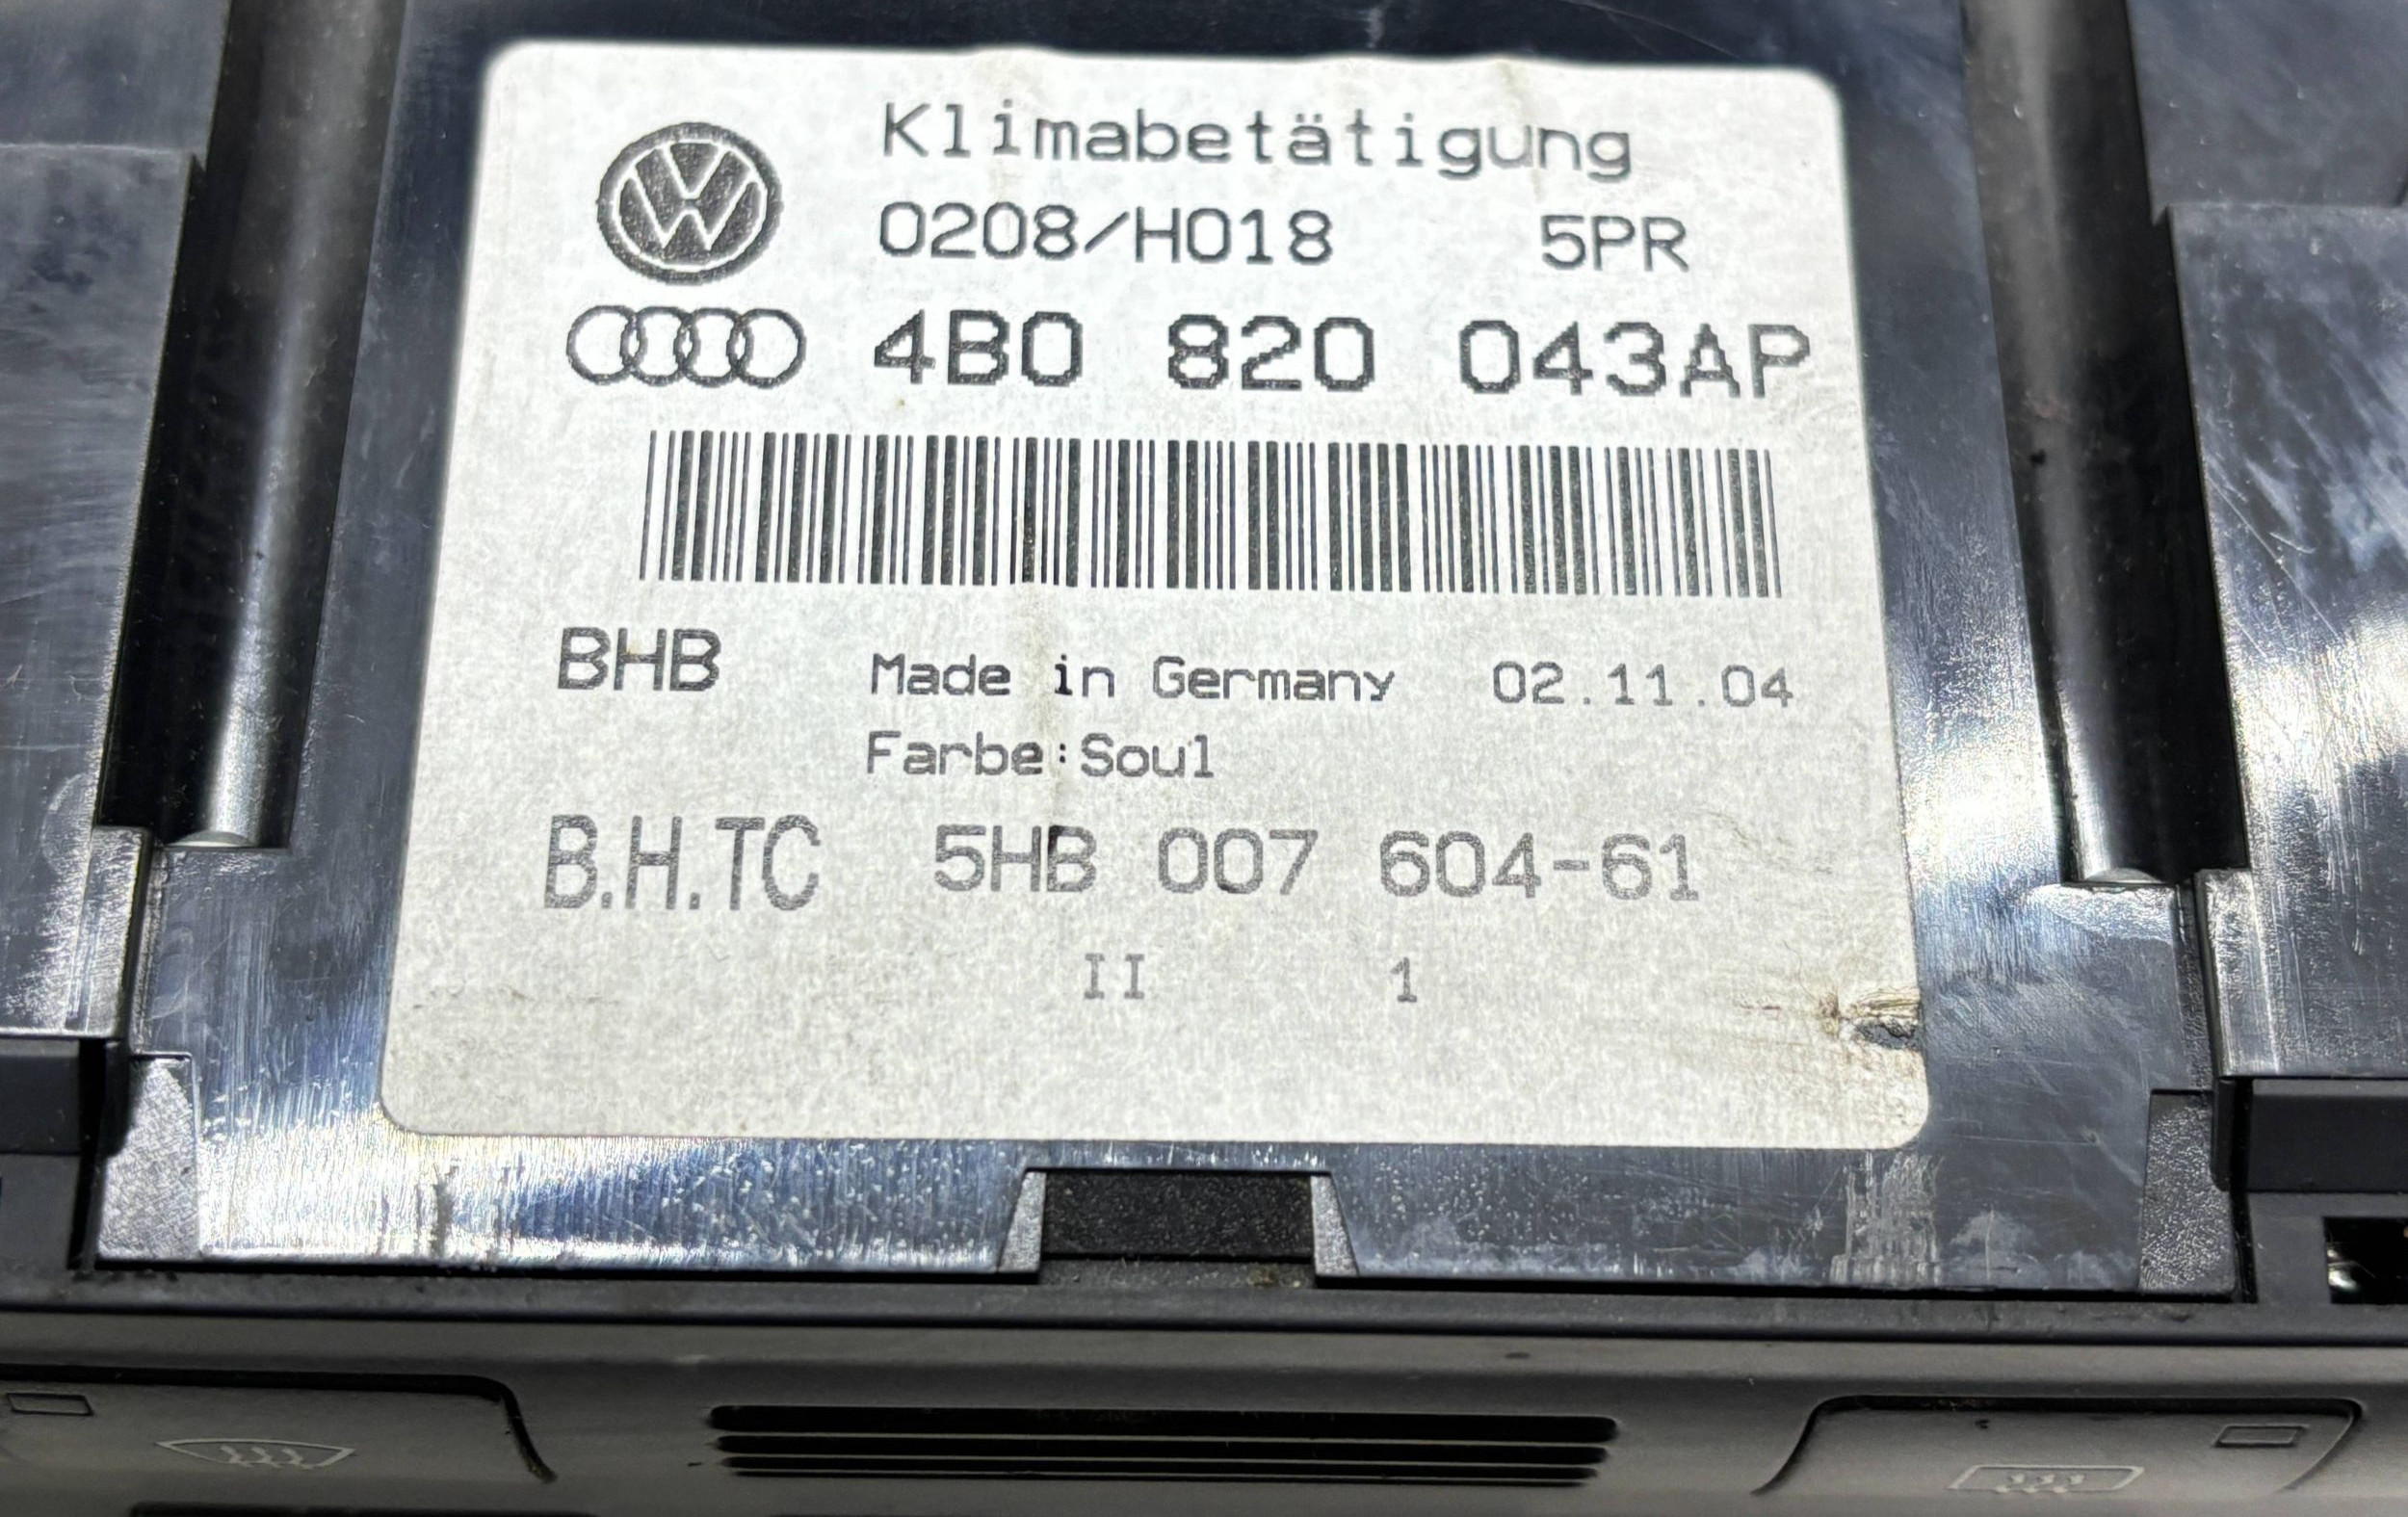 Klimabetätigung
0208/H018 5PR
4B0 820 043AP
BHB Made in Germany 02.11.04
Farbe:Soul
B.H.TC 5HB 007 604-61
II 1